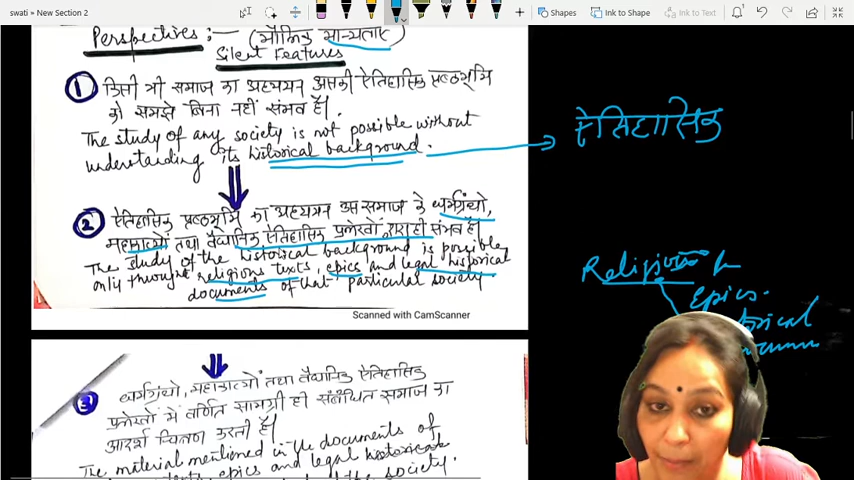 swati » New Section 2
Shapes
Ink to Shape
Ink to Text
Perspectives :— (मौलिक मान्यताएं)
Silent Features
1 किसी भी समाज का अध्ययन उसकी ऐतिहासिक प्रष्ठभूमि
को समझे बिना नहीं संभव है।
The study of any society is not possible without
understanding its historical background.
ऐतिहासिक
2 ऐतिहासिक प्रष्ठभूमि का अध्ययन उस समाज के धर्मग्रंथो,
महाकाव्यों तथा वैधानिक ऐतिहासिक प्रलेखों द्वारा ही संभव है।
The study of the historical background is possible
only through religious texts, epics and legal historical
documents of that particular society
Epics.
Scanned with CamScanner
3 धर्मग्रंथो, महाकाव्यों तथा वैधानिक ऐतिहासिक
प्रलेखों में वर्णित सामग्री ही संबंधित समाज का
आदर्श चित्रण करती है।
The material mentioned in the documents of
epics and legal historical
the society.